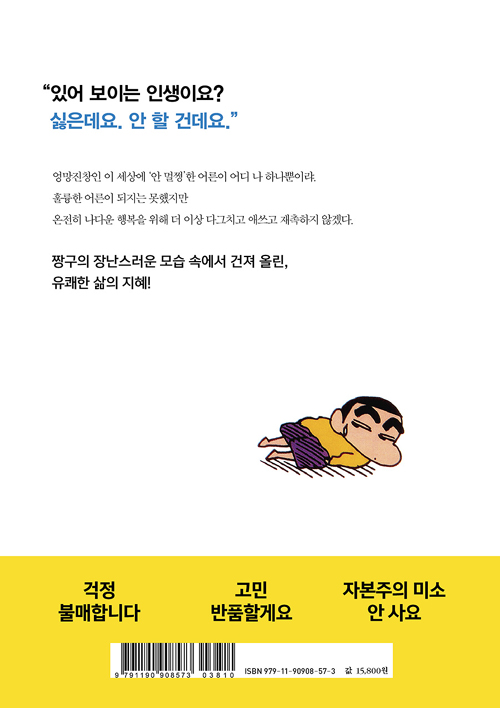 “있어 보이는 인생이요?
싫은데요. 안 할 건데요.”
엉망진창인 이 세상에 ‘안 멀쩡’한 어른이 어디 나 하나뿐이랴.
훌륭한 어른이 되지는 못했지만
온전히 나다운 행복을 위해 더 이상 다그치고 애쓰고 재촉하지 않겠다.
짱구의 장난스러운 모습 속에서 건져 올린,
유쾌한 삶의 지혜!
걱정
불매합니다
고민
반품할게요
자본주의 미소
안 사요
9 791190 908573 03810
ISBN 979-11-90908-57-3 값 15,800원